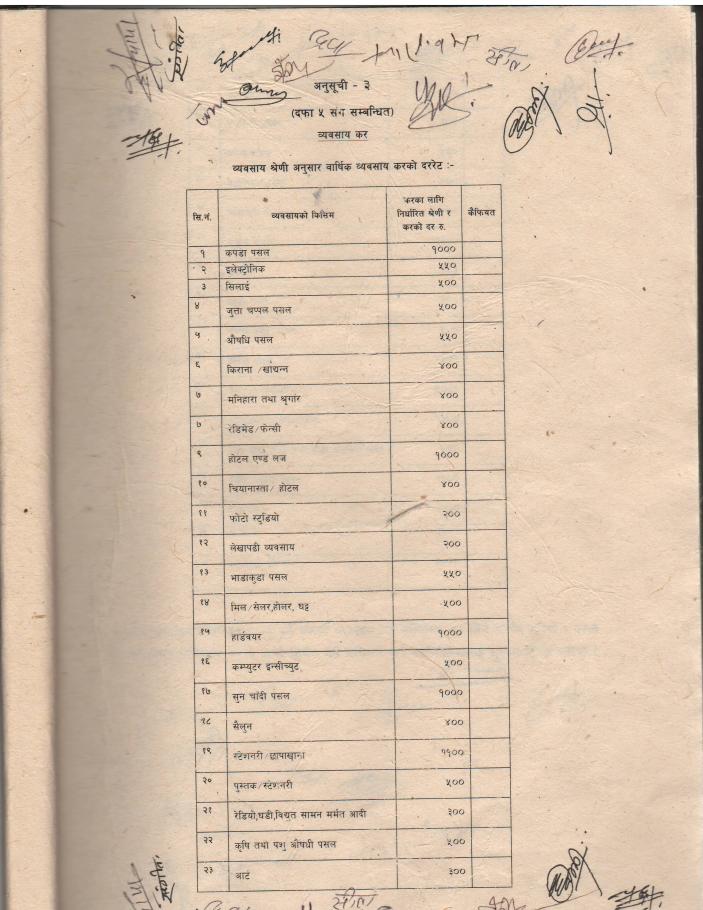 अनुसूची - ३
(दफा ५ संग सम्बन्धित)
व्यवसाय कर
व्यवसाय श्रेणी अनुसार वार्षिक व्यवसाय करको दररेट :-
सि.नं. व्यवसायको किसिम करका लागि निर्धारित श्रेणी र करको दर रु. कैफियत
१ कपडा पसल १०००
२ इलेक्ट्रोनिक ५५०
३ सिलाई ५००
४ जुत्ता चप्पल पसल ५००
५ औषधि पसल ५५०
६ किराना /खाद्यन्न ४००
७ मनिहारा तथा श्रृगांर ४००
७ रेडिमेड/फेन्सी ४००
९ होटल एण्ड लज १०००
१० चियानास्ता/ होटल ४००
११ फोटो स्टुडियो २००
१२ लेखापढी व्यवसाय २००
१३ भाडाकुडा पसल ५५०
१४ मिल/सेलर,होलर, घट्ट ५००
१५ हार्डवयर १०००
१६ कम्प्युटर इन्सीच्युट ५००
१७ सुन चांदी पसल १०००
१८ सैलुन ४००
१९ स्टेशनरी/छापाखाना ११००
२० पुस्तक/स्टेशनरी ५००
२१ रेडियो,घडी,विद्युत सामन मर्मत आदी ३००
२२ कृषि तथा पशु औषधी पसल ५००
२३ आर्ट ३००